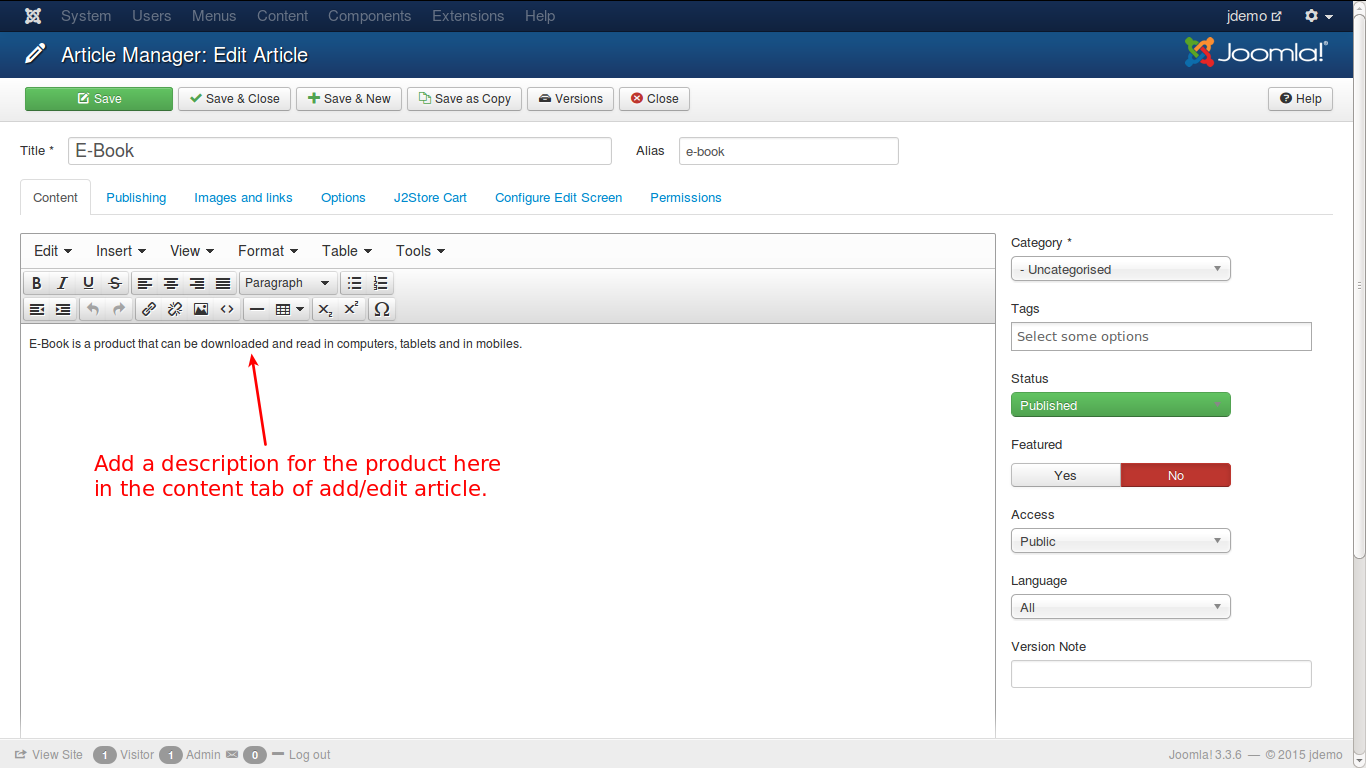 System Users Menus Content Components Extensions Help jdemo
Article Manager: Edit Article Joomla!®
Save Save & Close Save & New Save as Copy Versions Close Help
Title * E-Book Alias e-book
Content Publishing Images and links Options J2Store Cart Configure Edit Screen Permissions
Edit Insert View Format Table Tools
B I U S Paragraph
x₂ x² Ω
E-Book is a product that can be downloaded and read in computers, tablets and in mobiles.
Add a description for the product here
in the content tab of add/edit article.
Category *
- Uncategorised
Tags
Select some options
Status
Published
Featured
Yes No
Access
Public
Language
All
Version Note
View Site 1 Visitor 1 Admin 0 Log out Joomla! 3.3.6 — © 2015 jdemo